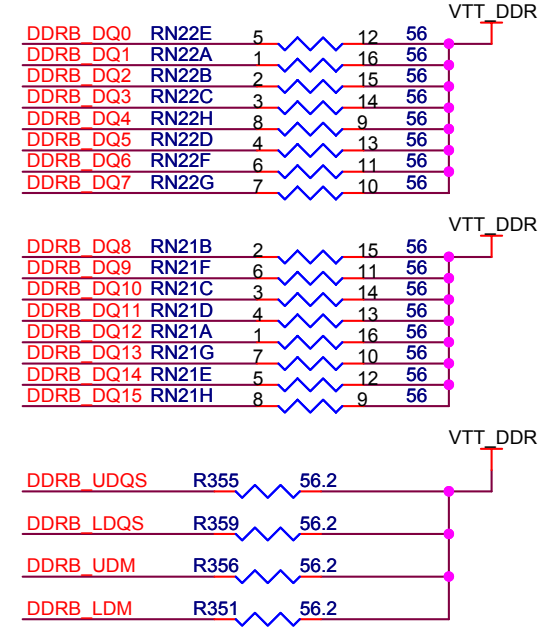 VTT_DDR
DDRB_DQ0 RN22E 5 12 56
DDRB_DQ1 RN22A 1 16 56
DDRB_DQ2 RN22B 2 15 56
DDRB_DQ3 RN22C 3 14 56
DDRB_DQ4 RN22H 8 9 56
DDRB_DQ5 RN22D 4 13 56
DDRB_DQ6 RN22F 6 11 56
DDRB_DQ7 RN22G 7 10 56
VTT_DDR
DDRB_DQ8 RN21B 2 15 56
DDRB_DQ9 RN21F 6 11 56
DDRB_DQ10 RN21C 3 14 56
DDRB_DQ11 RN21D 4 13 56
DDRB_DQ12 RN21A 1 16 56
DDRB_DQ13 RN21G 7 10 56
DDRB_DQ14 RN21E 5 12 56
DDRB_DQ15 RN21H 8 9 56
VTT_DDR
DDRB_UDQS R355 56.2
DDRB_LDQS R359 56.2
DDRB_UDM R356 56.2
DDRB_LDM R351 56.2